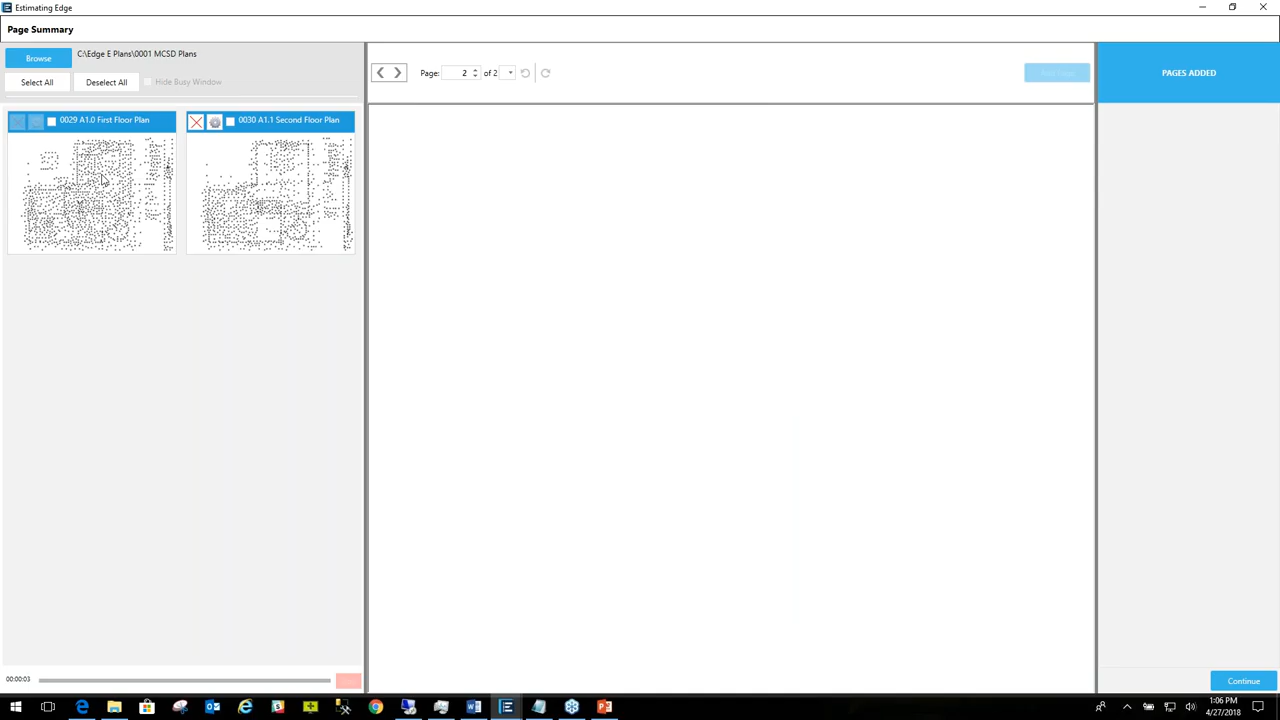 Estimating Edge
Page Summary
Browse
C:\Edge E Plans\0001 MCSD Plans
Select All
Deselect All
Hide Busy Window
Page: 2 of 2
Add Page
PAGES ADDED
0029 A1.0 First Floor Plan
0030 A1.1 Second Floor Plan
00:00:03
Continue
1:06 PM
4/27/2018